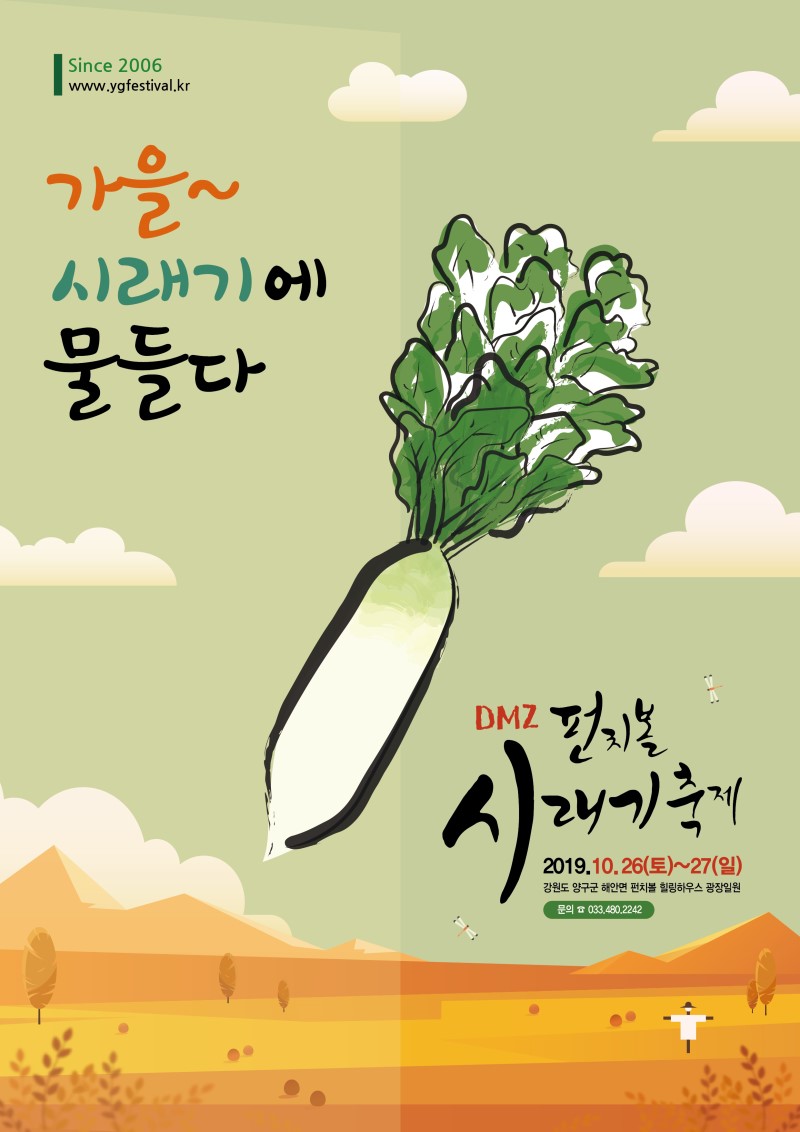 Since 2006
www.ygfestival.kr
가을~
시래기에
물들다
DMZ 펀치볼
시래기축제
2019.10.26(토)~27(일)
강원도 양구군 해안면 펀치볼 힐링하우스 광장일원
문의 ☎ 033.480.2242